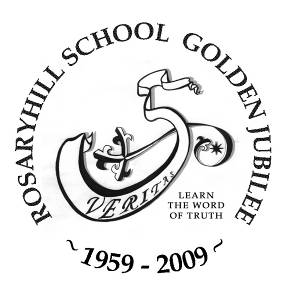 ROSARYHILL SCHOOL GOLDEN JUBILEE
VERITAS
LEARN
THE WORD
OF TRUTH
~ 1959 - 2009 ~